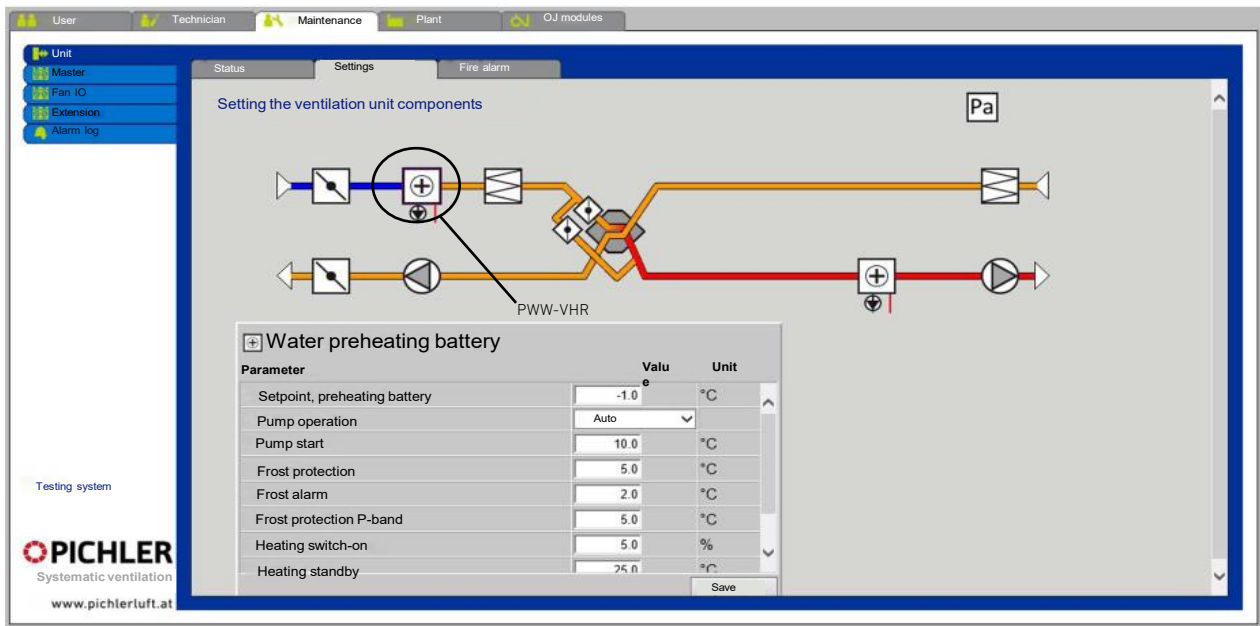 User Technician Maintenance Plant OJ modules
Unit
Master
Fan IO
Extension
Alarm log
Status Settings Fire alarm
Setting the ventilation unit components
Pa
PWW-VHR
Water preheating battery
Parameter Value Unit
Setpoint, preheating battery -1.0 °C
Pump operation Auto
Pump start 10.0 °C
Frost protection 5.0 °C
Frost alarm 2.0 °C
Frost protection P-band 5.0 °C
Heating switch-on 5.0 %
Heating standby 25.0 °C
Save
Testing system
PICHLER
Systematic ventilation
www.pichlerluft.at